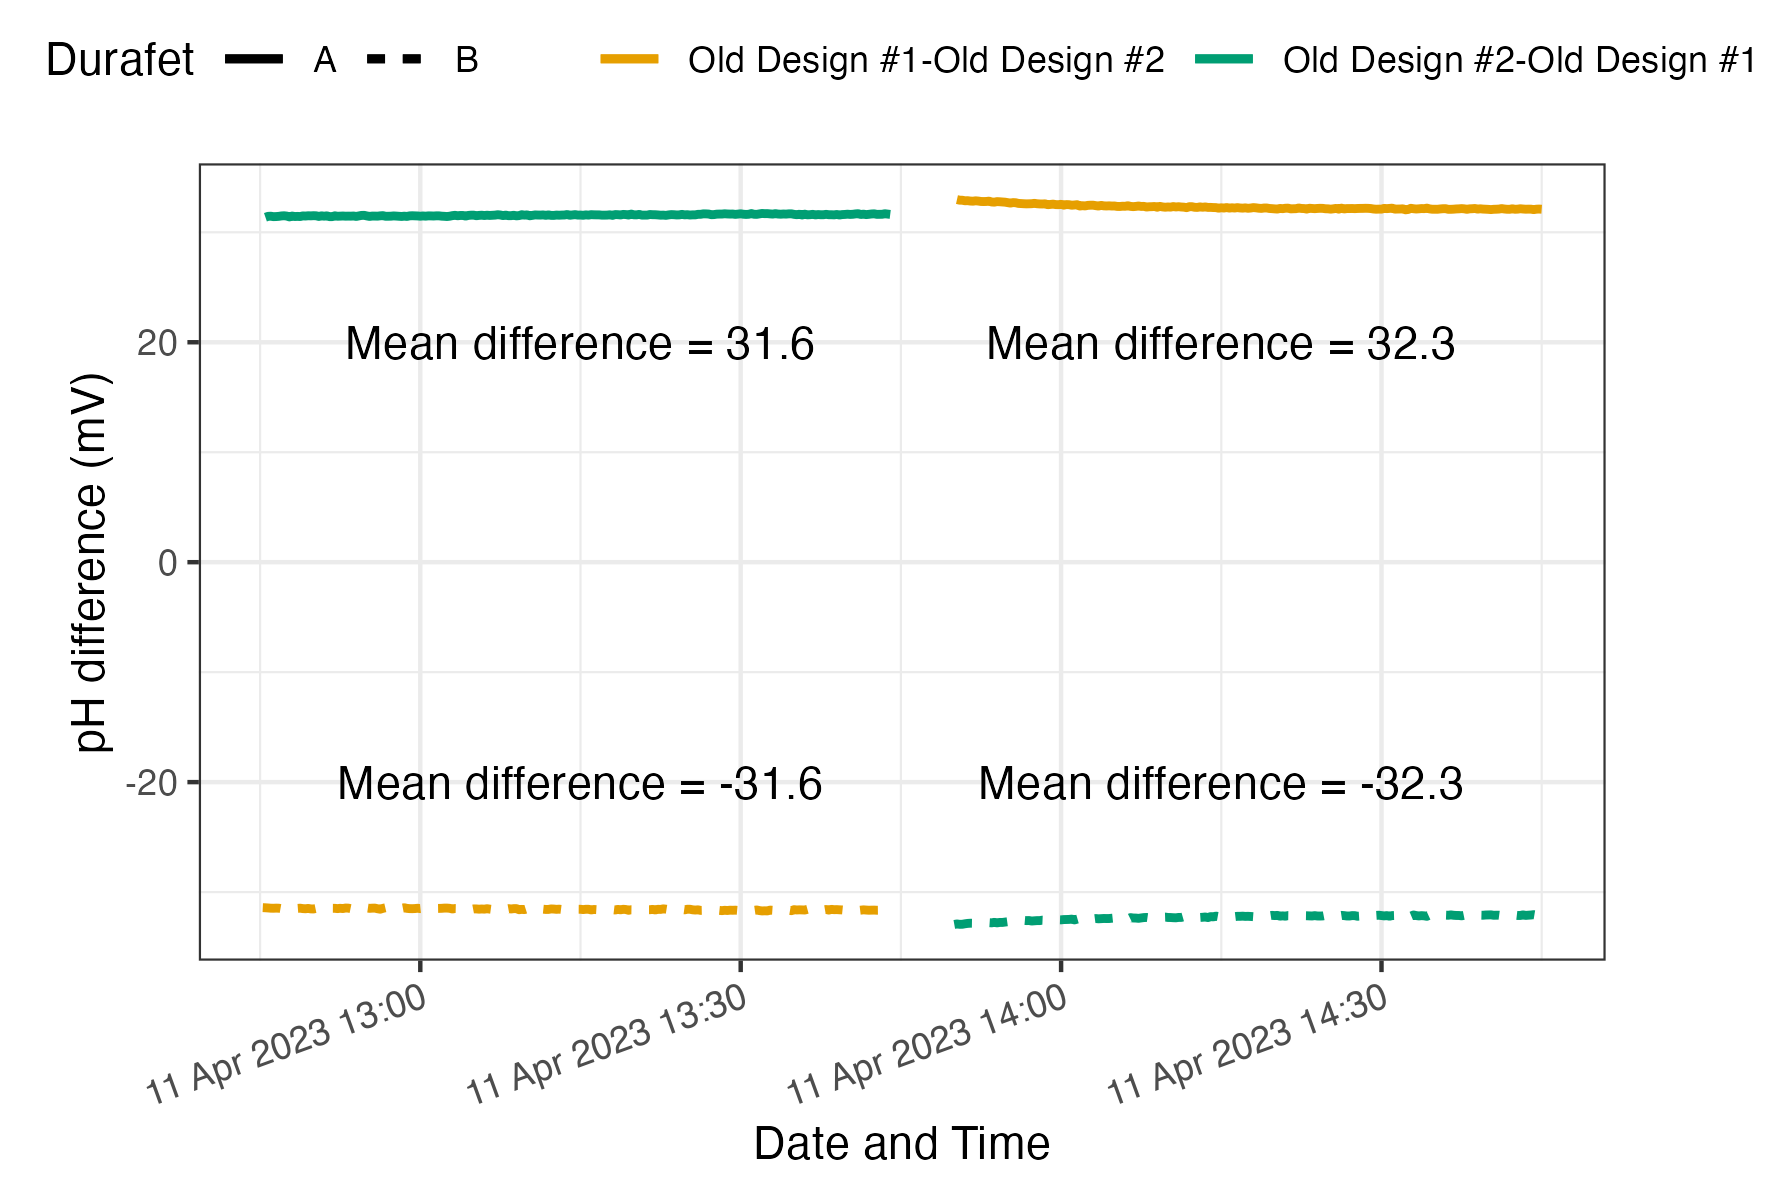 Durafet A B Old Design #1-Old Design #2 Old Design #2-Old Design #1
Mean difference = 31.6 Mean difference = 32.3
20
pH difference (mV)
0
Mean difference = -31.6 Mean difference = -32.3
-20
11 Apr 2023 13:00 11 Apr 2023 13:30 11 Apr 2023 14:00 11 Apr 2023 14:30
Date and Time